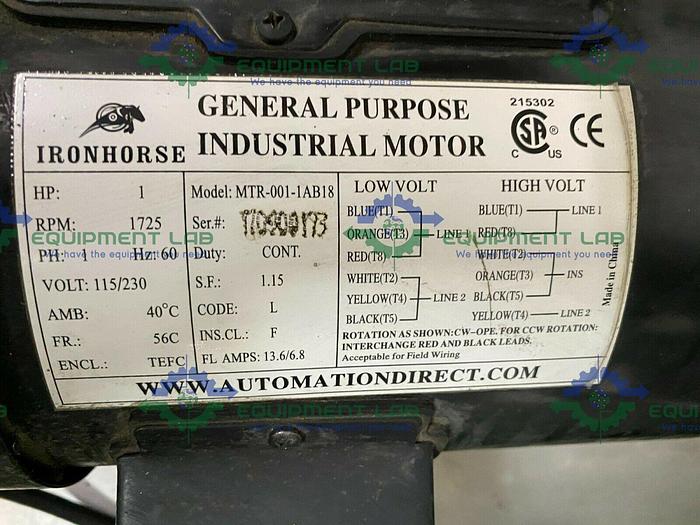 IRONHORSE
GENERAL PURPOSE
INDUSTRIAL MOTOR
215302
CSA ®
C US
CE
HP: 1
RPM: 1725
PH: 1 Hz: 60
VOLT: 115/230
AMB: 40°C
FR.: 56C
ENCL.: TEFC
Model: MTR-001-1AB18
Ser.#:
Duty: CONT.
S.F.: 1.15
CODE: L
INS.CL.: F
FL AMPS: 13.6/6.8
LOW VOLT
BLUE(T1)
ORANGE(T3) LINE 1
RED(T8)
WHITE(T2)
YELLOW(T4) LINE 2
BLACK(T5)
HIGH VOLT
BLUE(T1) LINE 1
RED(T8)
WHITE(T2)
ORANGE(T3) INS
BLACK(T5)
YELLOW(T4) LINE 2
ROTATION AS SHOWN:CW-OPE. FOR CCW ROTATION:
INTERCHANGE RED AND BLACK LEADS.
Acceptable for Field Wiring
Made in China
WWW.AUTOMATIONDIRECT.COM
EQUIPMENT LAB
We have the equipment you need